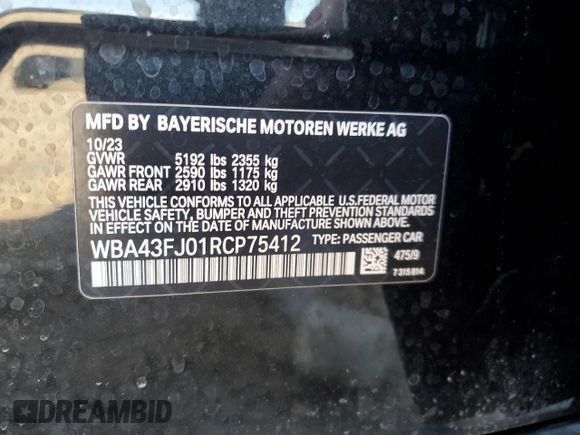 MFD BY BAYERISCHE MOTOREN WERKE AG
10/23
GVWR 5192 lbs 2355 kg
GAWR FRONT 2590 lbs 1175 kg
GAWR REAR 2910 lbs 1320 kg
THIS VEHICLE CONFORMS TO ALL APPLICABLE U.S.FEDERAL MOTOR
VEHICLE SAFETY, BUMPER AND THEFT PREVENTION STANDARDS
IN EFFECT ON THE DATE OF MANUFACTURE SHOWN ABOVE.
WBA43FJ01RCP75412 TYPE: PASSENGER CAR
475/9
7315814
DREAMBID